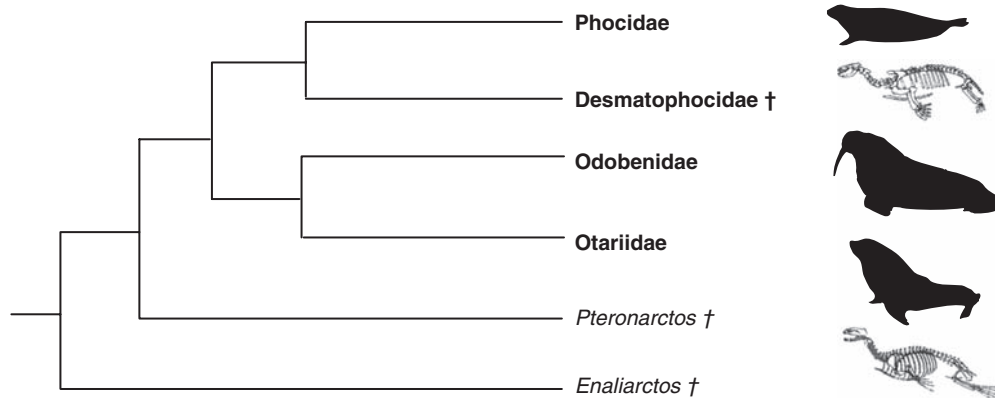 Phocidae
Desmatophocidae †
Odobenidae
Otariidae
Pteronarctos †
Enaliarctos †